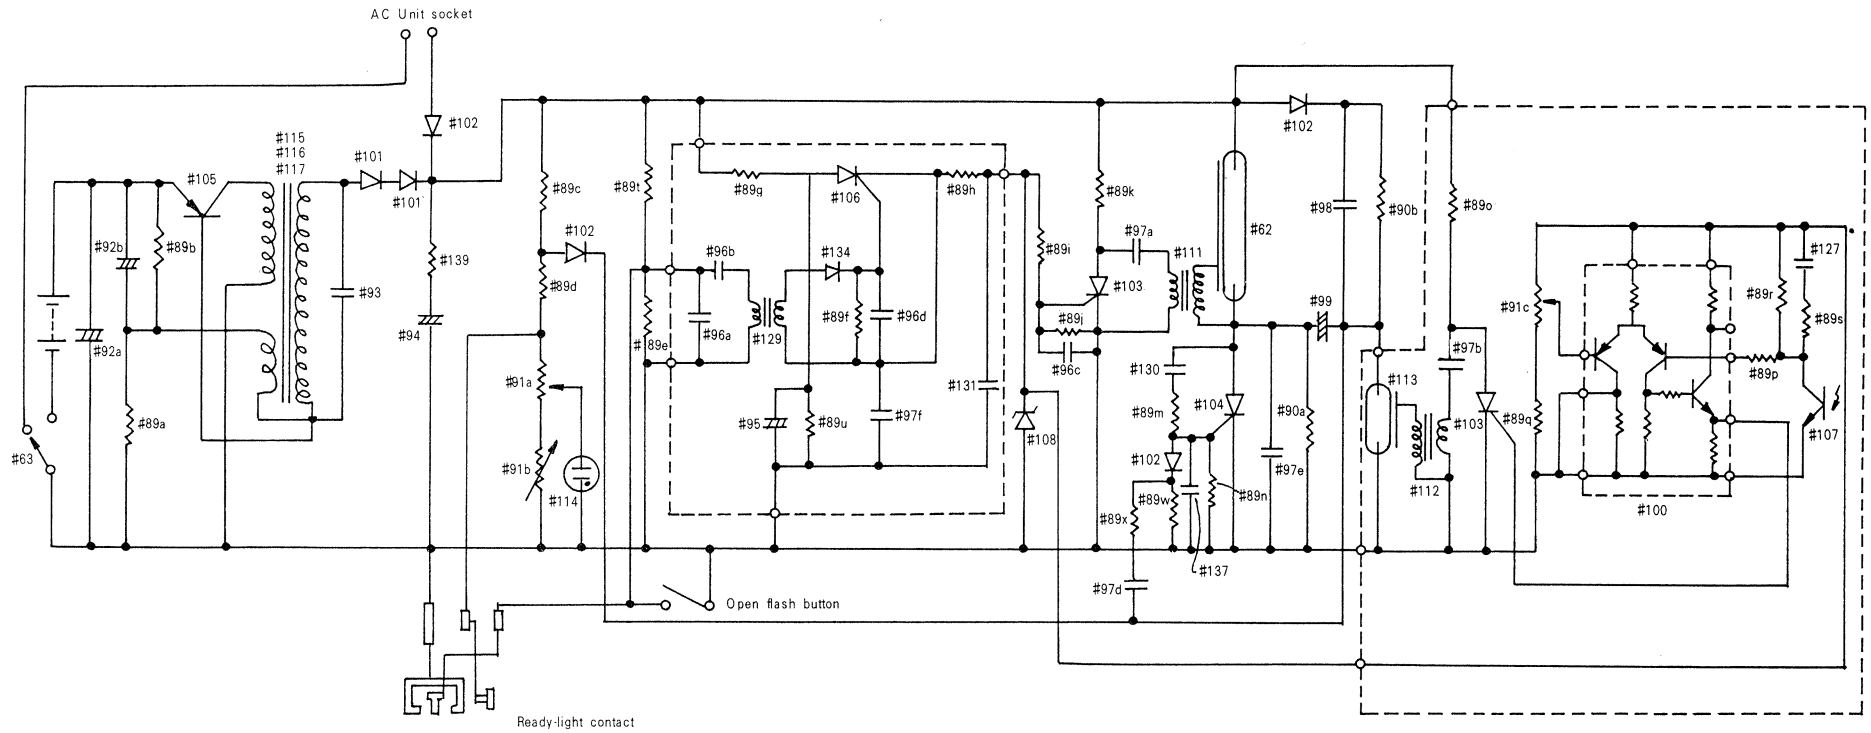 AC Unit socket
#102
#115
#116
#117
#101
#105
#101
#92b
#89b
#139
#93
#92a
#94
#89a
#63
#89c
#102
#89d
#91a
#91b
#114
#89t
#89e
#89g
#106
#89h
#96b
#134
#96a
#129
#89f
#96d
#95
#89u
#97f
#131
#89i
#89k
#97a
#111
#103
#89j
#96c
#108
#62
#102
#98
#90b
#99
#130
#89m
#104
#102
#97e
#90a
#89w
#89n
#89x
#137
#97d
#89o
#97b
#113
#103
#112
#91c
#89q
#89r
#127
#89s
#89p
#107
#100
Open flash button
Ready-light contact